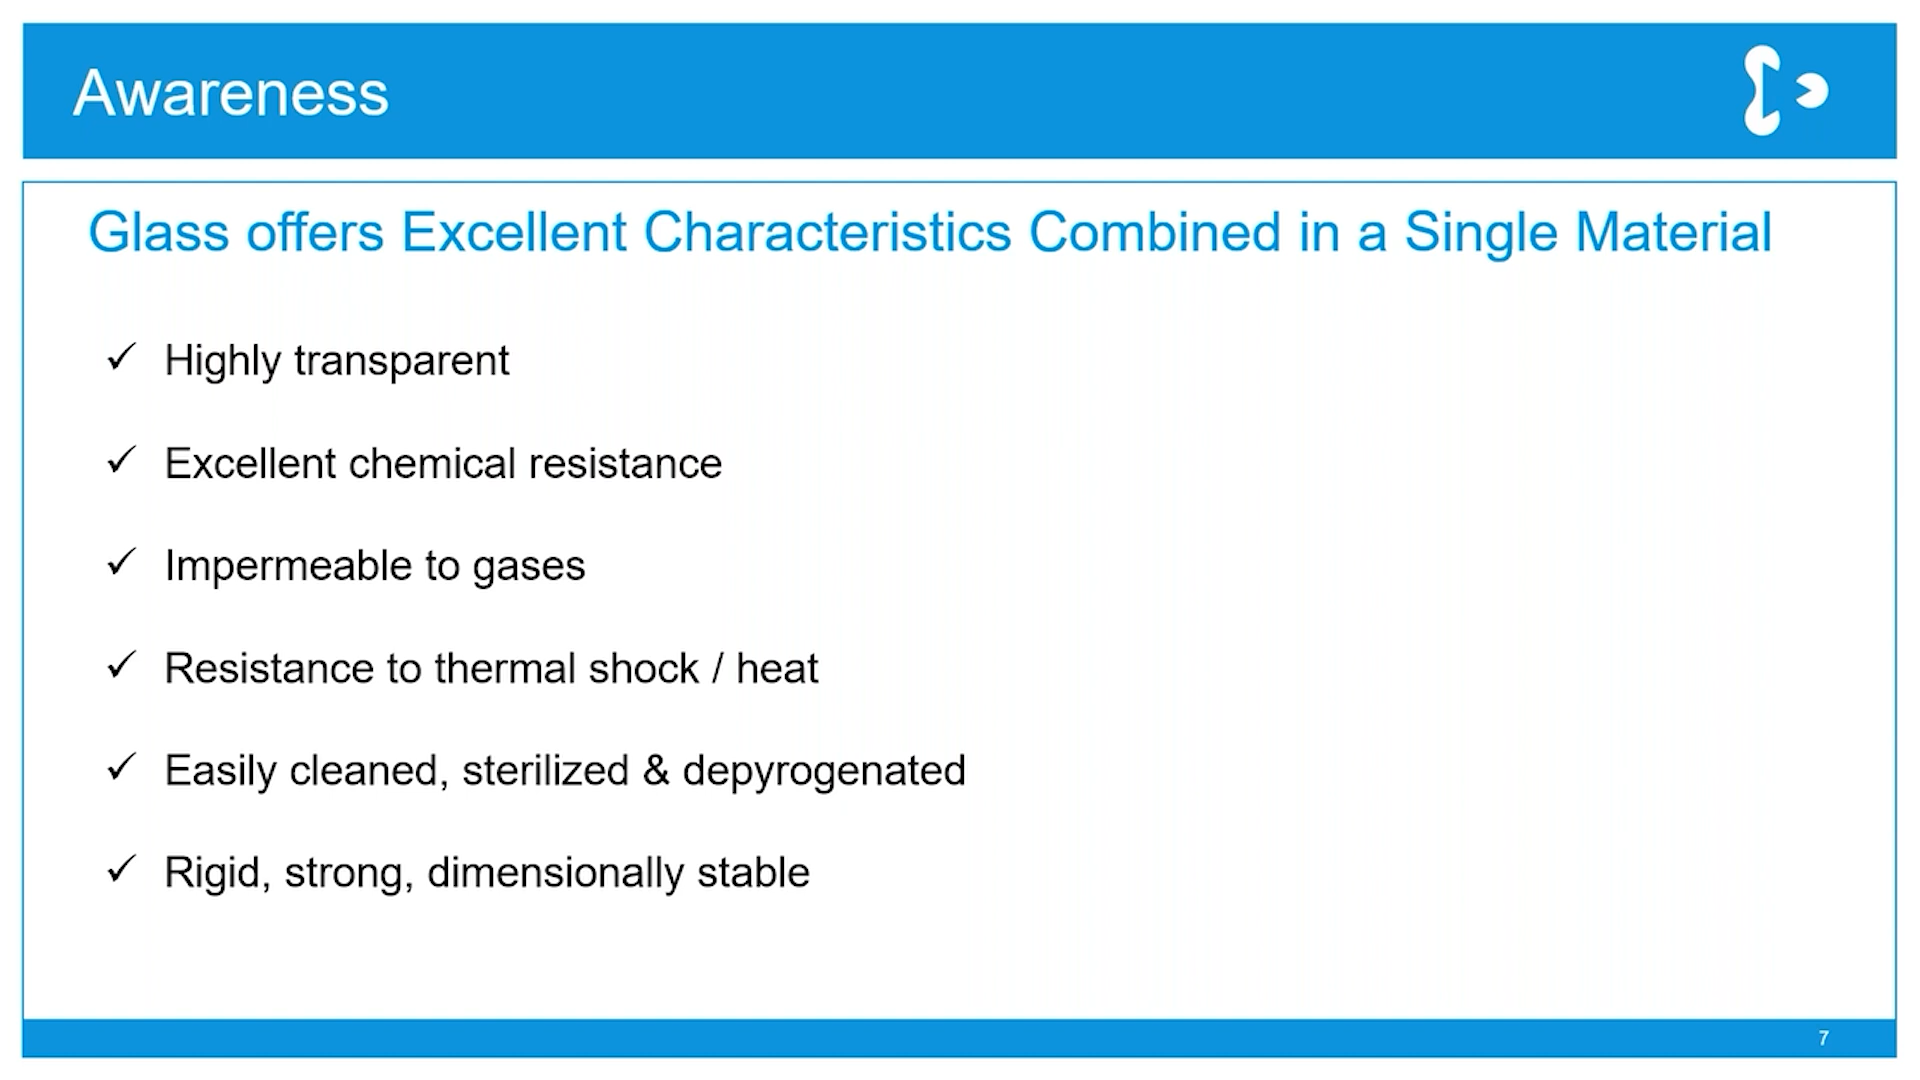 Awareness
Glass offers Excellent Characteristics Combined in a Single Material
✓ Highly transparent
✓ Excellent chemical resistance
✓ Impermeable to gases
✓ Resistance to thermal shock / heat
✓ Easily cleaned, sterilized & depyrogenated
✓ Rigid, strong, dimensionally stable
7